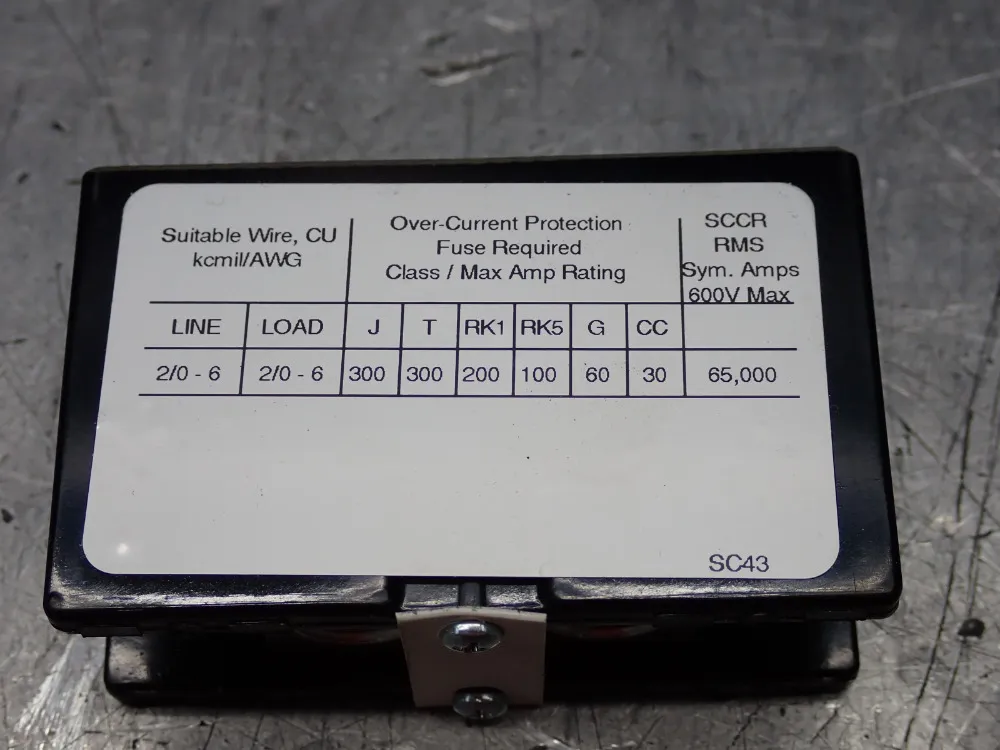 Suitable Wire, CU
kcmil/AWG
Over-Current Protection
Fuse Required
Class / Max Amp Rating
SCCR
RMS
Sym. Amps
600V Max
LINE LOAD J T RK1 RK5 G CC
2/0 - 6 2/0 - 6 300 300 200 100 60 30 65,000
SC43